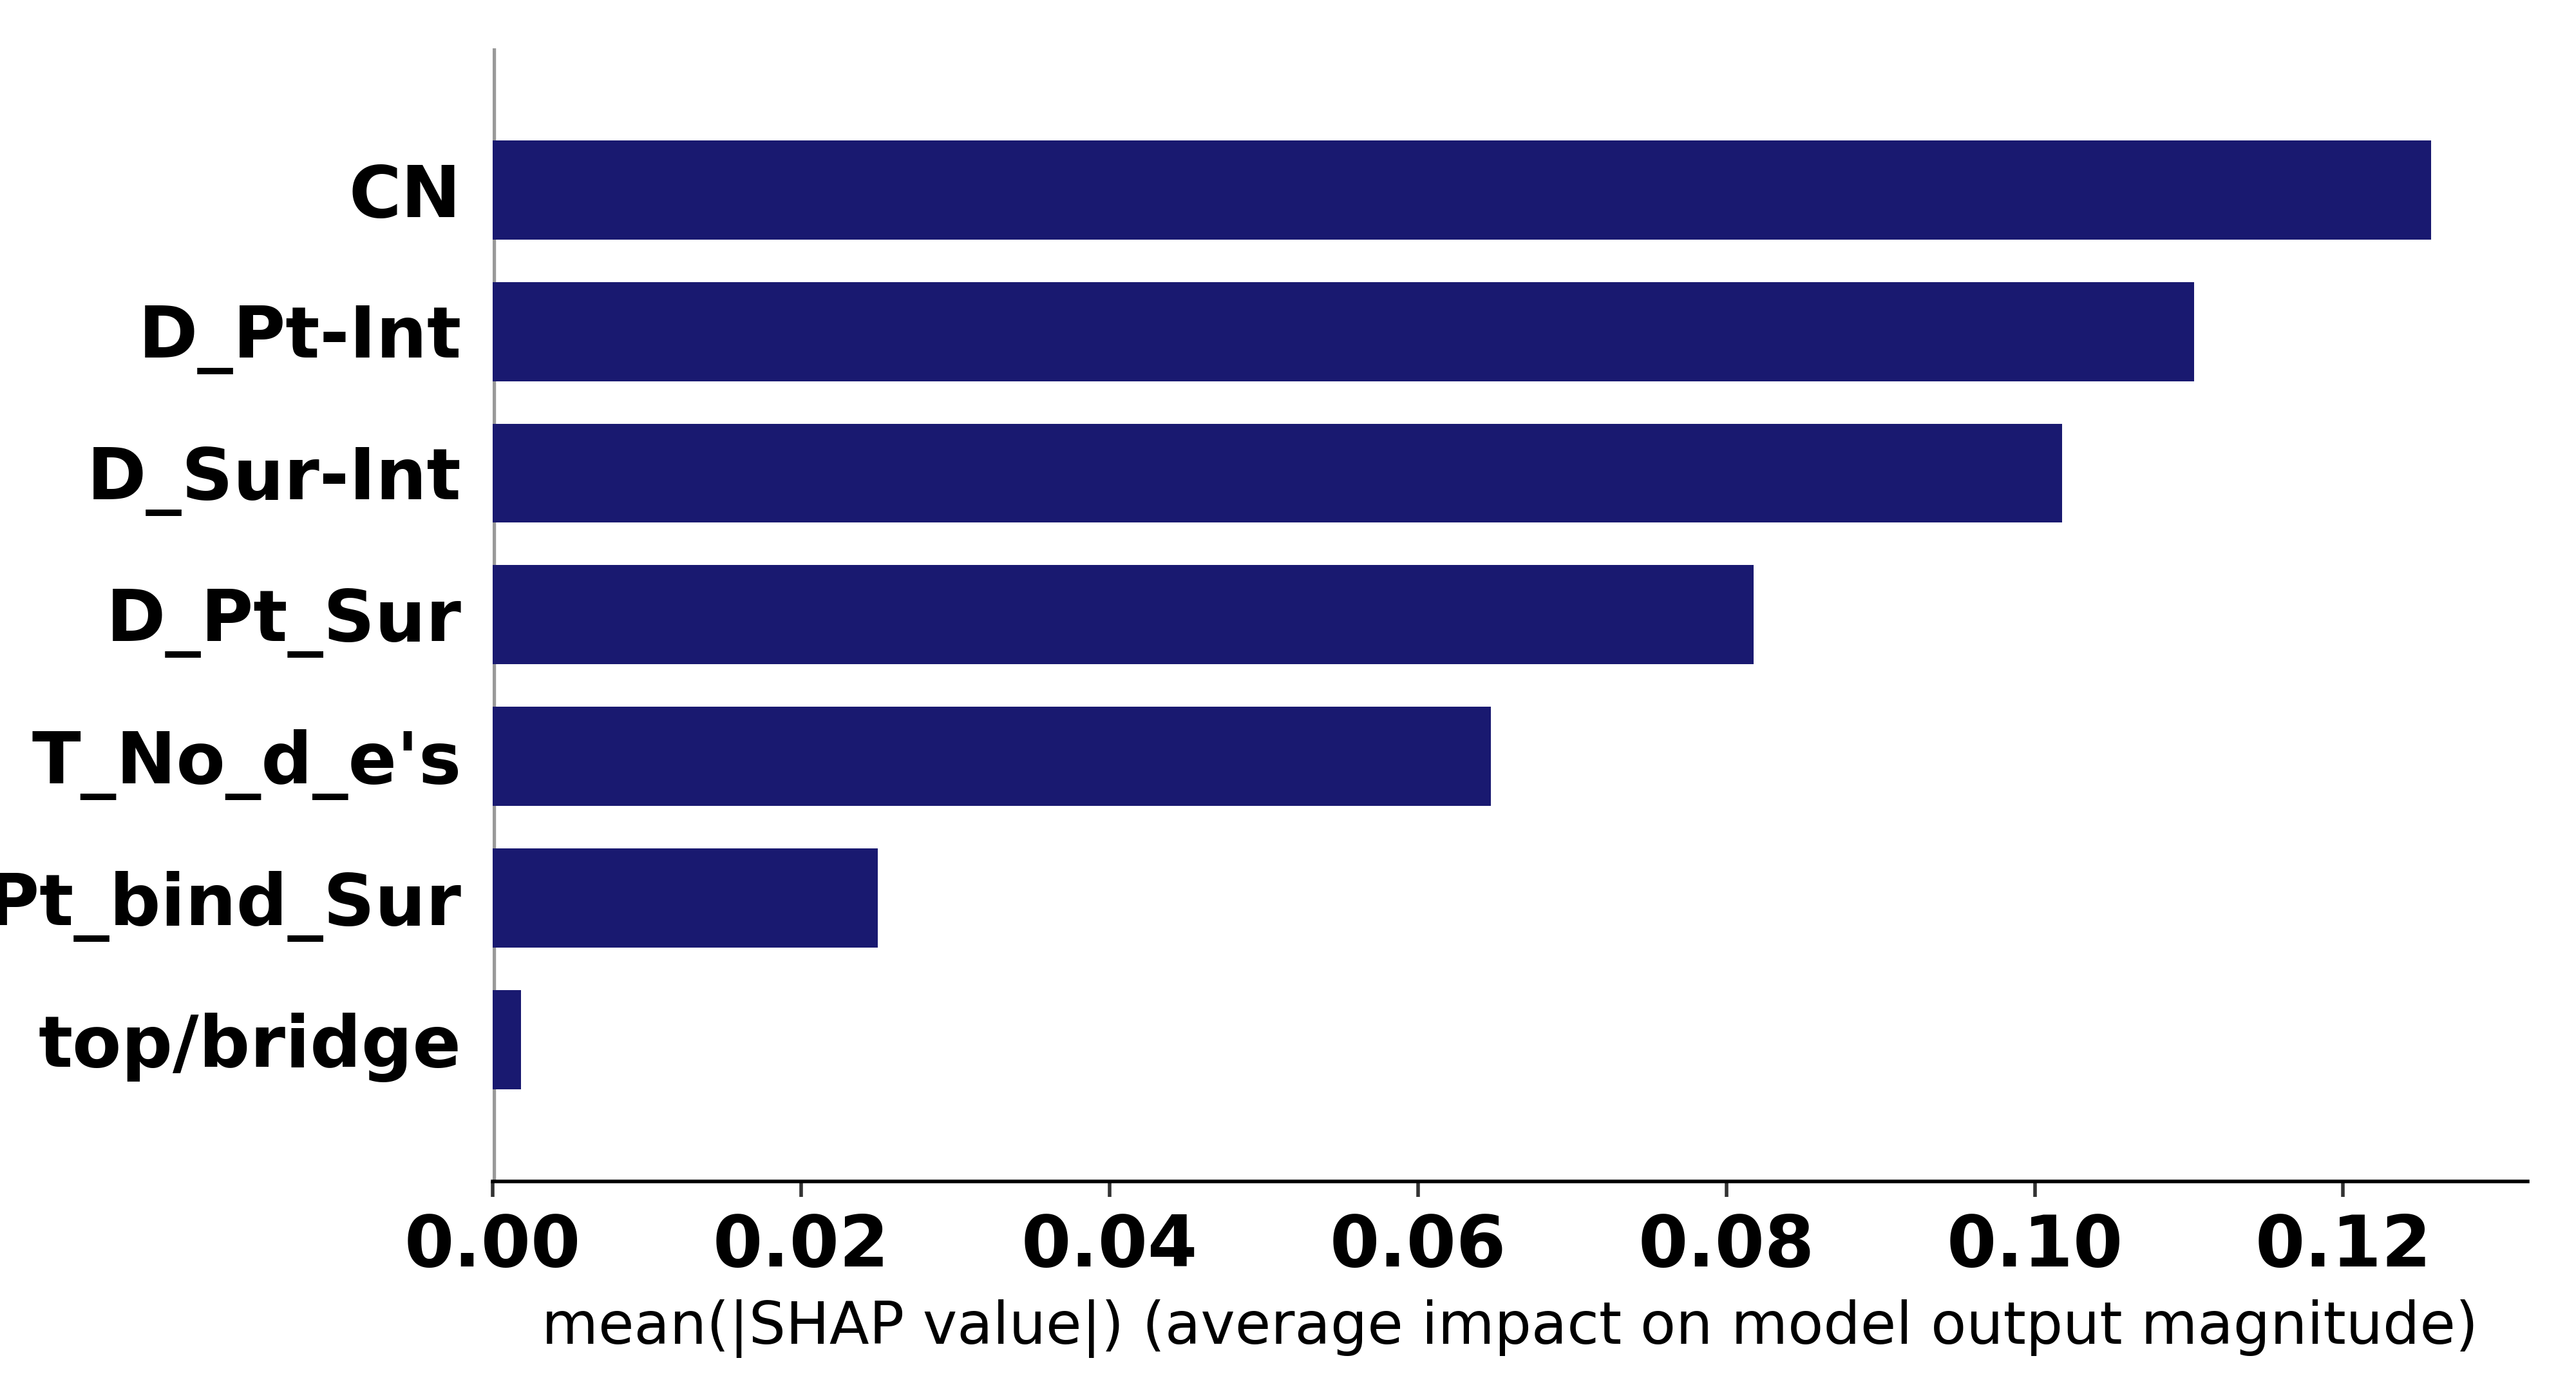 CN
D_Pt-Int
D_Sur-Int
D_Pt_Sur
T_No_d_e's
Pt_bind_Sur
top/bridge
0.00 0.02 0.04 0.06 0.08 0.10 0.12
mean(|SHAP value|) (average impact on model output magnitude)